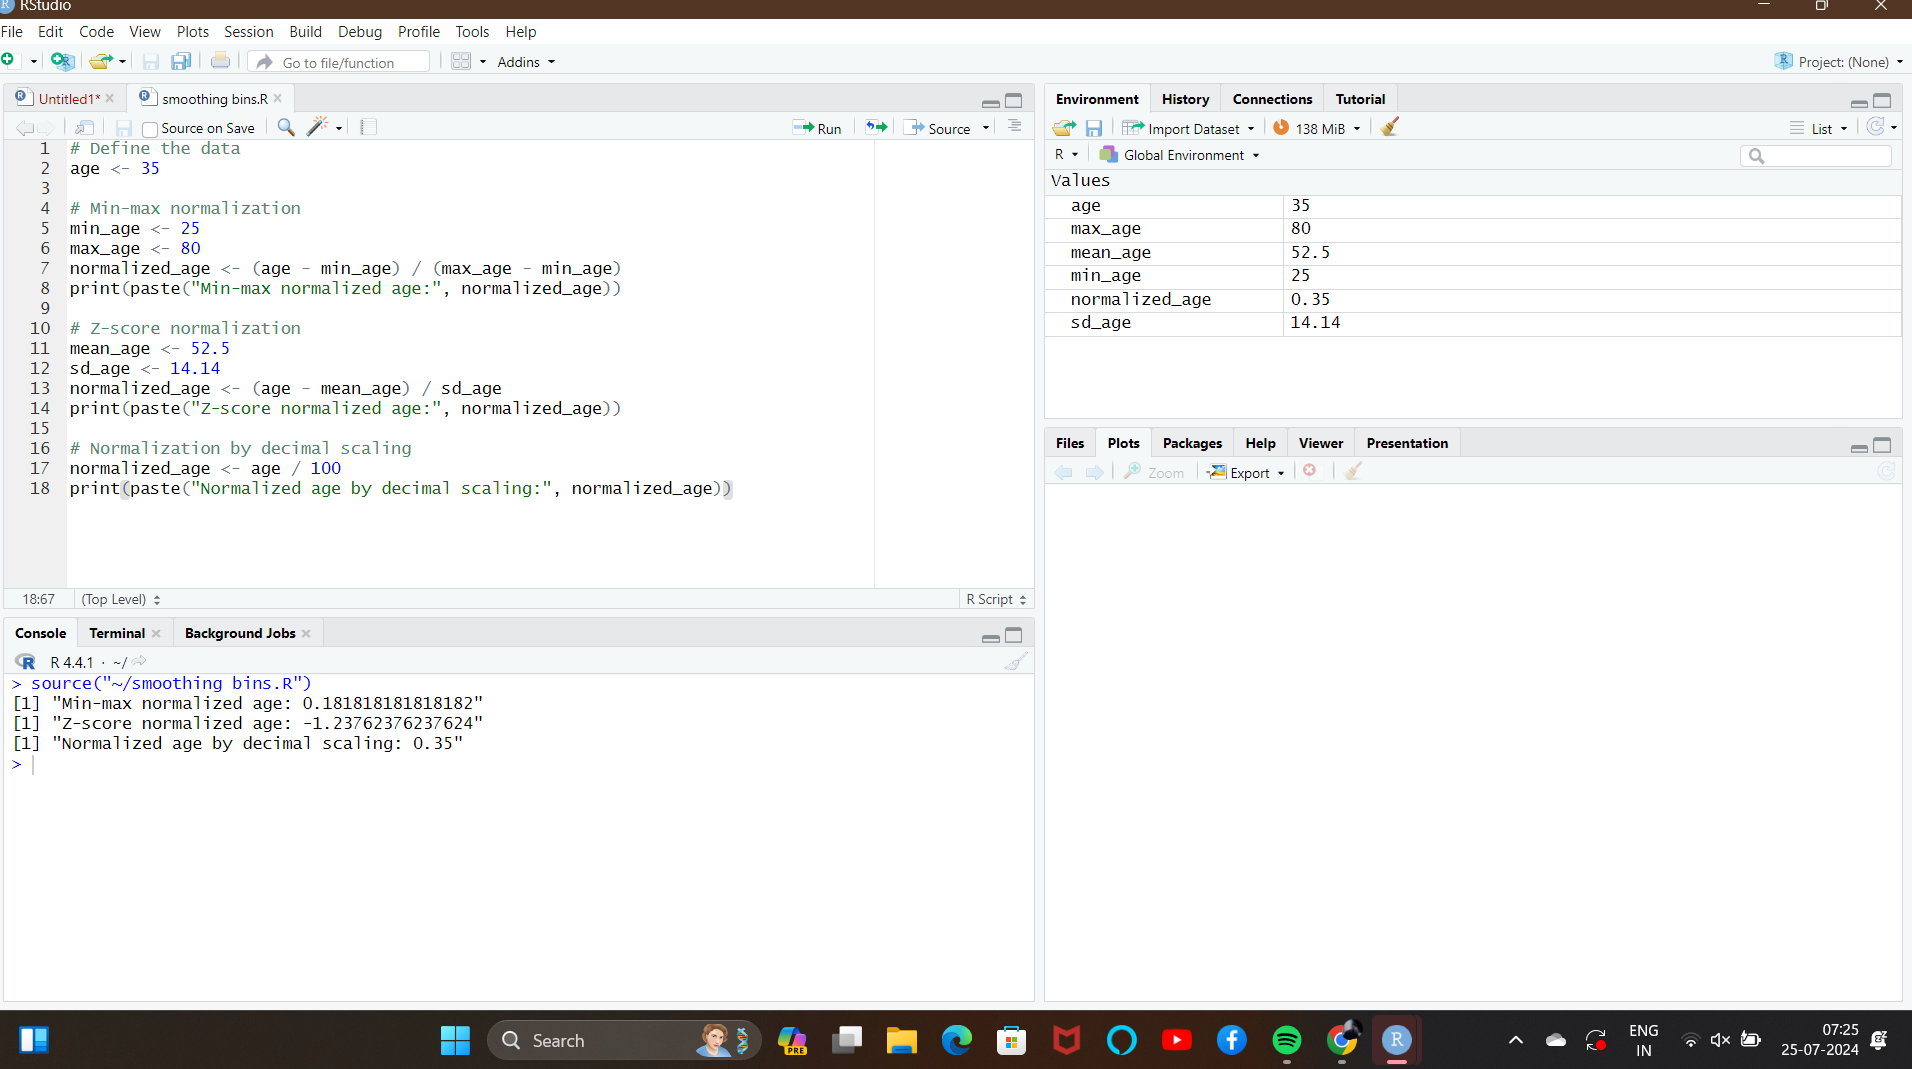 RStudio
File Edit Code View Plots Session Build Debug Profile Tools Help
Go to file/function Addins Project: (None)
Untitled1* smoothing bins.R
Source on Save Run Source
1 # Define the data
2 age <- 35
3
4 # Min-max normalization
5 min_age <- 25
6 max_age <- 80
7 normalized_age <- (age - min_age) / (max_age - min_age)
8 print(paste("Min-max normalized age:", normalized_age))
9
10 # Z-score normalization
11 mean_age <- 52.5
12 sd_age <- 14.14
13 normalized_age <- (age - mean_age) / sd_age
14 print(paste("Z-score normalized age:", normalized_age))
15
16 # Normalization by decimal scaling
17 normalized_age <- age / 100
18 print(paste("Normalized age by decimal scaling:", normalized_age))
18:67 (Top Level) R Script
Console Terminal Background Jobs
R 4.4.1 · ~/
> source("~/smoothing bins.R")
[1] "Min-max normalized age: 0.181818181818182"
[1] "Z-score normalized age: -1.23762376237624"
[1] "Normalized age by decimal scaling: 0.35"
>
Environment History Connections Tutorial
Import Dataset 138 MiB List
R Global Environment
Values
age 35
max_age 80
mean_age 52.5
min_age 25
normalized_age 0.35
sd_age 14.14
Files Plots Packages Help Viewer Presentation
Zoom Export
Search PRE R ENG 07:25
IN 25-07-2024